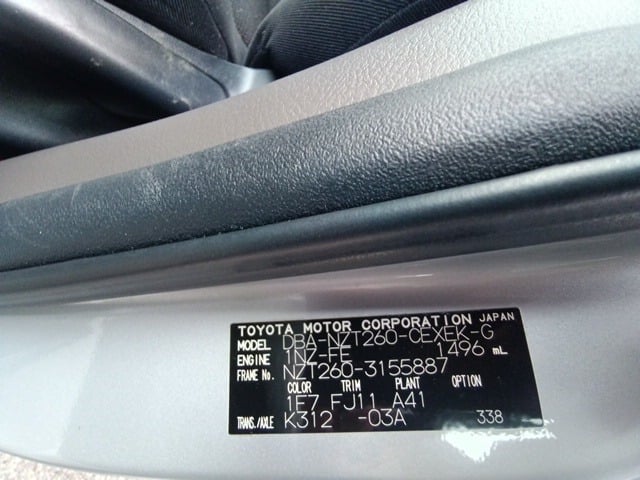 TOYOTA MOTOR CORPORATION JAPAN
MODEL DBA-NZT260-CEXEK-G
ENGINE 1NZ-FE 1496 mL
FRAME No. NZT260-3155887
COLOR TRIM PLANT OPTION
1E7 FJ11 A41
TRANS./AXLE K312 -03A 338